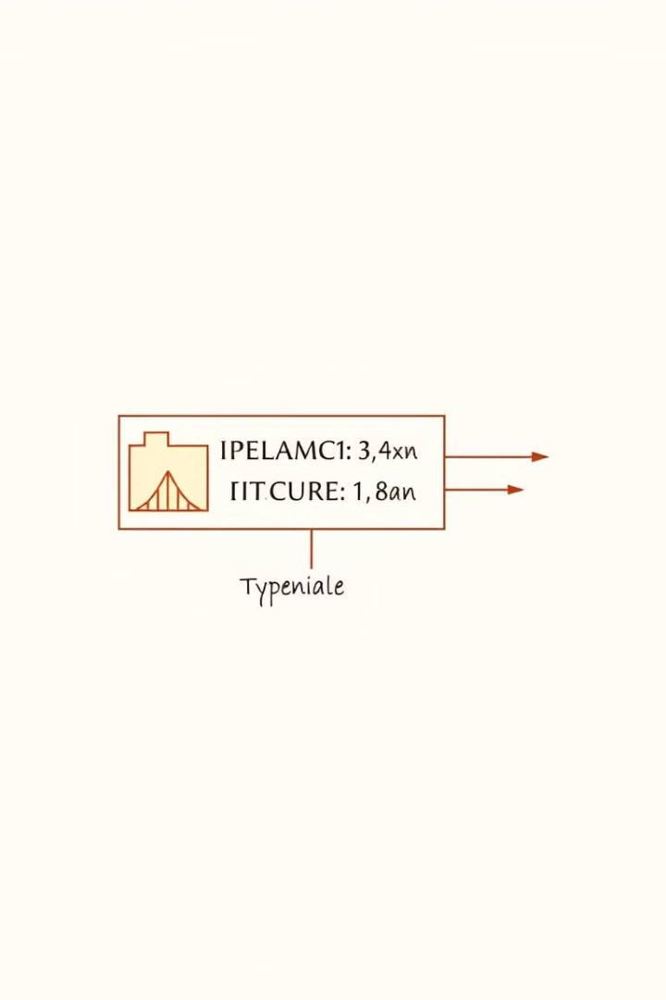 IPELAMC1: 3,4xn
IIT.CURE: 1,8an
Typeniale